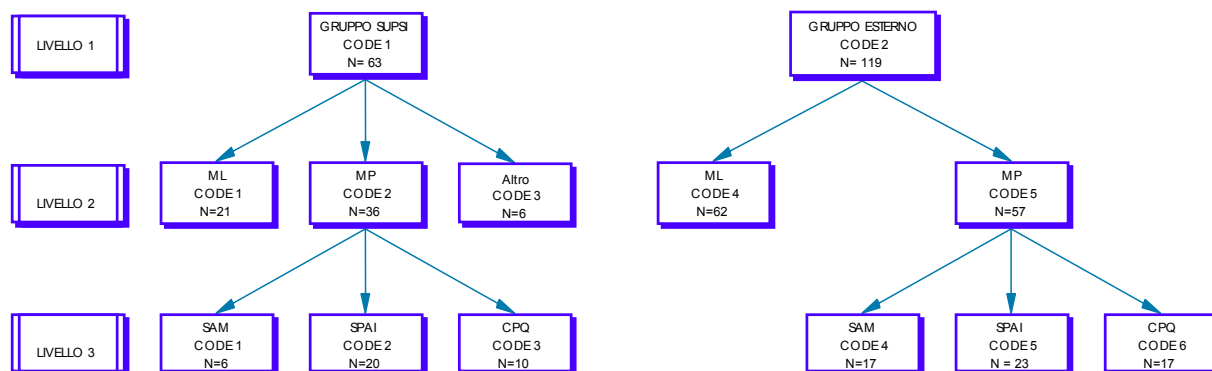 LIVELLO 1
GRUPPO SUPSI
CODE 1
N= 63
GRUPPO ESTERNO
CODE 2
N= 119
LIVELLO 2
ML
CODE 1
N=21
MP
CODE 2
N=36
Altro
CODE 3
N=6
ML
CODE 4
N=62
MP
CODE 5
N=57
LIVELLO 3
SAM
CODE 1
N=6
SPAI
CODE 2
N=20
CPQ
CODE 3
N=10
SAM
CODE 4
N=17
SPAI
CODE 5
N = 23
CPQ
CODE 6
N=17